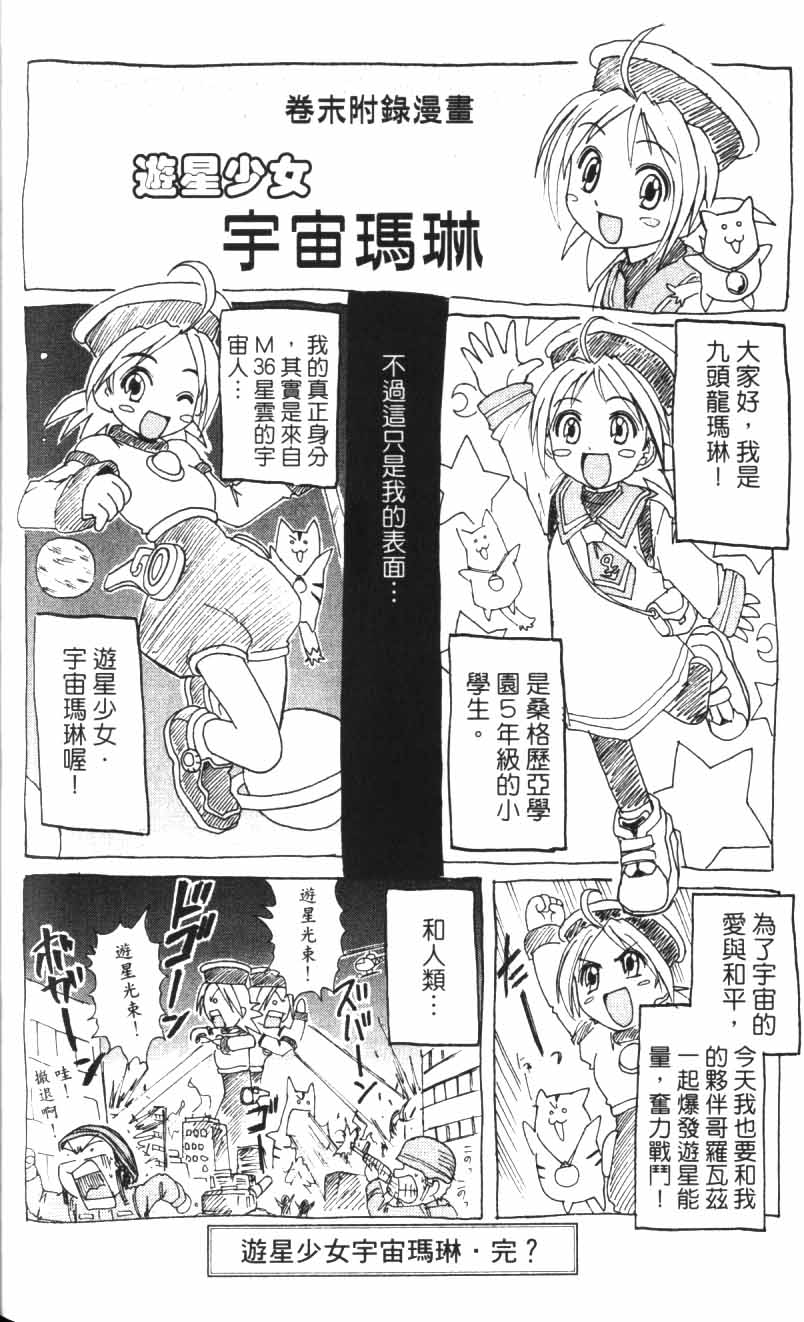 卷末附錄漫畫
遊星少女
宇宙瑪琳
大家好，我是
九頭龍瑪琳！
是桑格歷亞學
園5年級的小
學生。
不過這只是我的表面…
我的真正身分
，其實是來自
M36星雲的宇
宙人…
遊星少女．
宇宙瑪琳喔！
為了宇宙的
愛與和平，
今天我也要和我
的夥伴哥羅瓦茲
一起爆發遊星能
量，奮力戰鬥！
和人類…
遊星光束！
遊星光束！
ズバーン
ドゴーン
ボガーン
哇！
撤退啊！
50
遊星少女宇宙瑪琳．完？